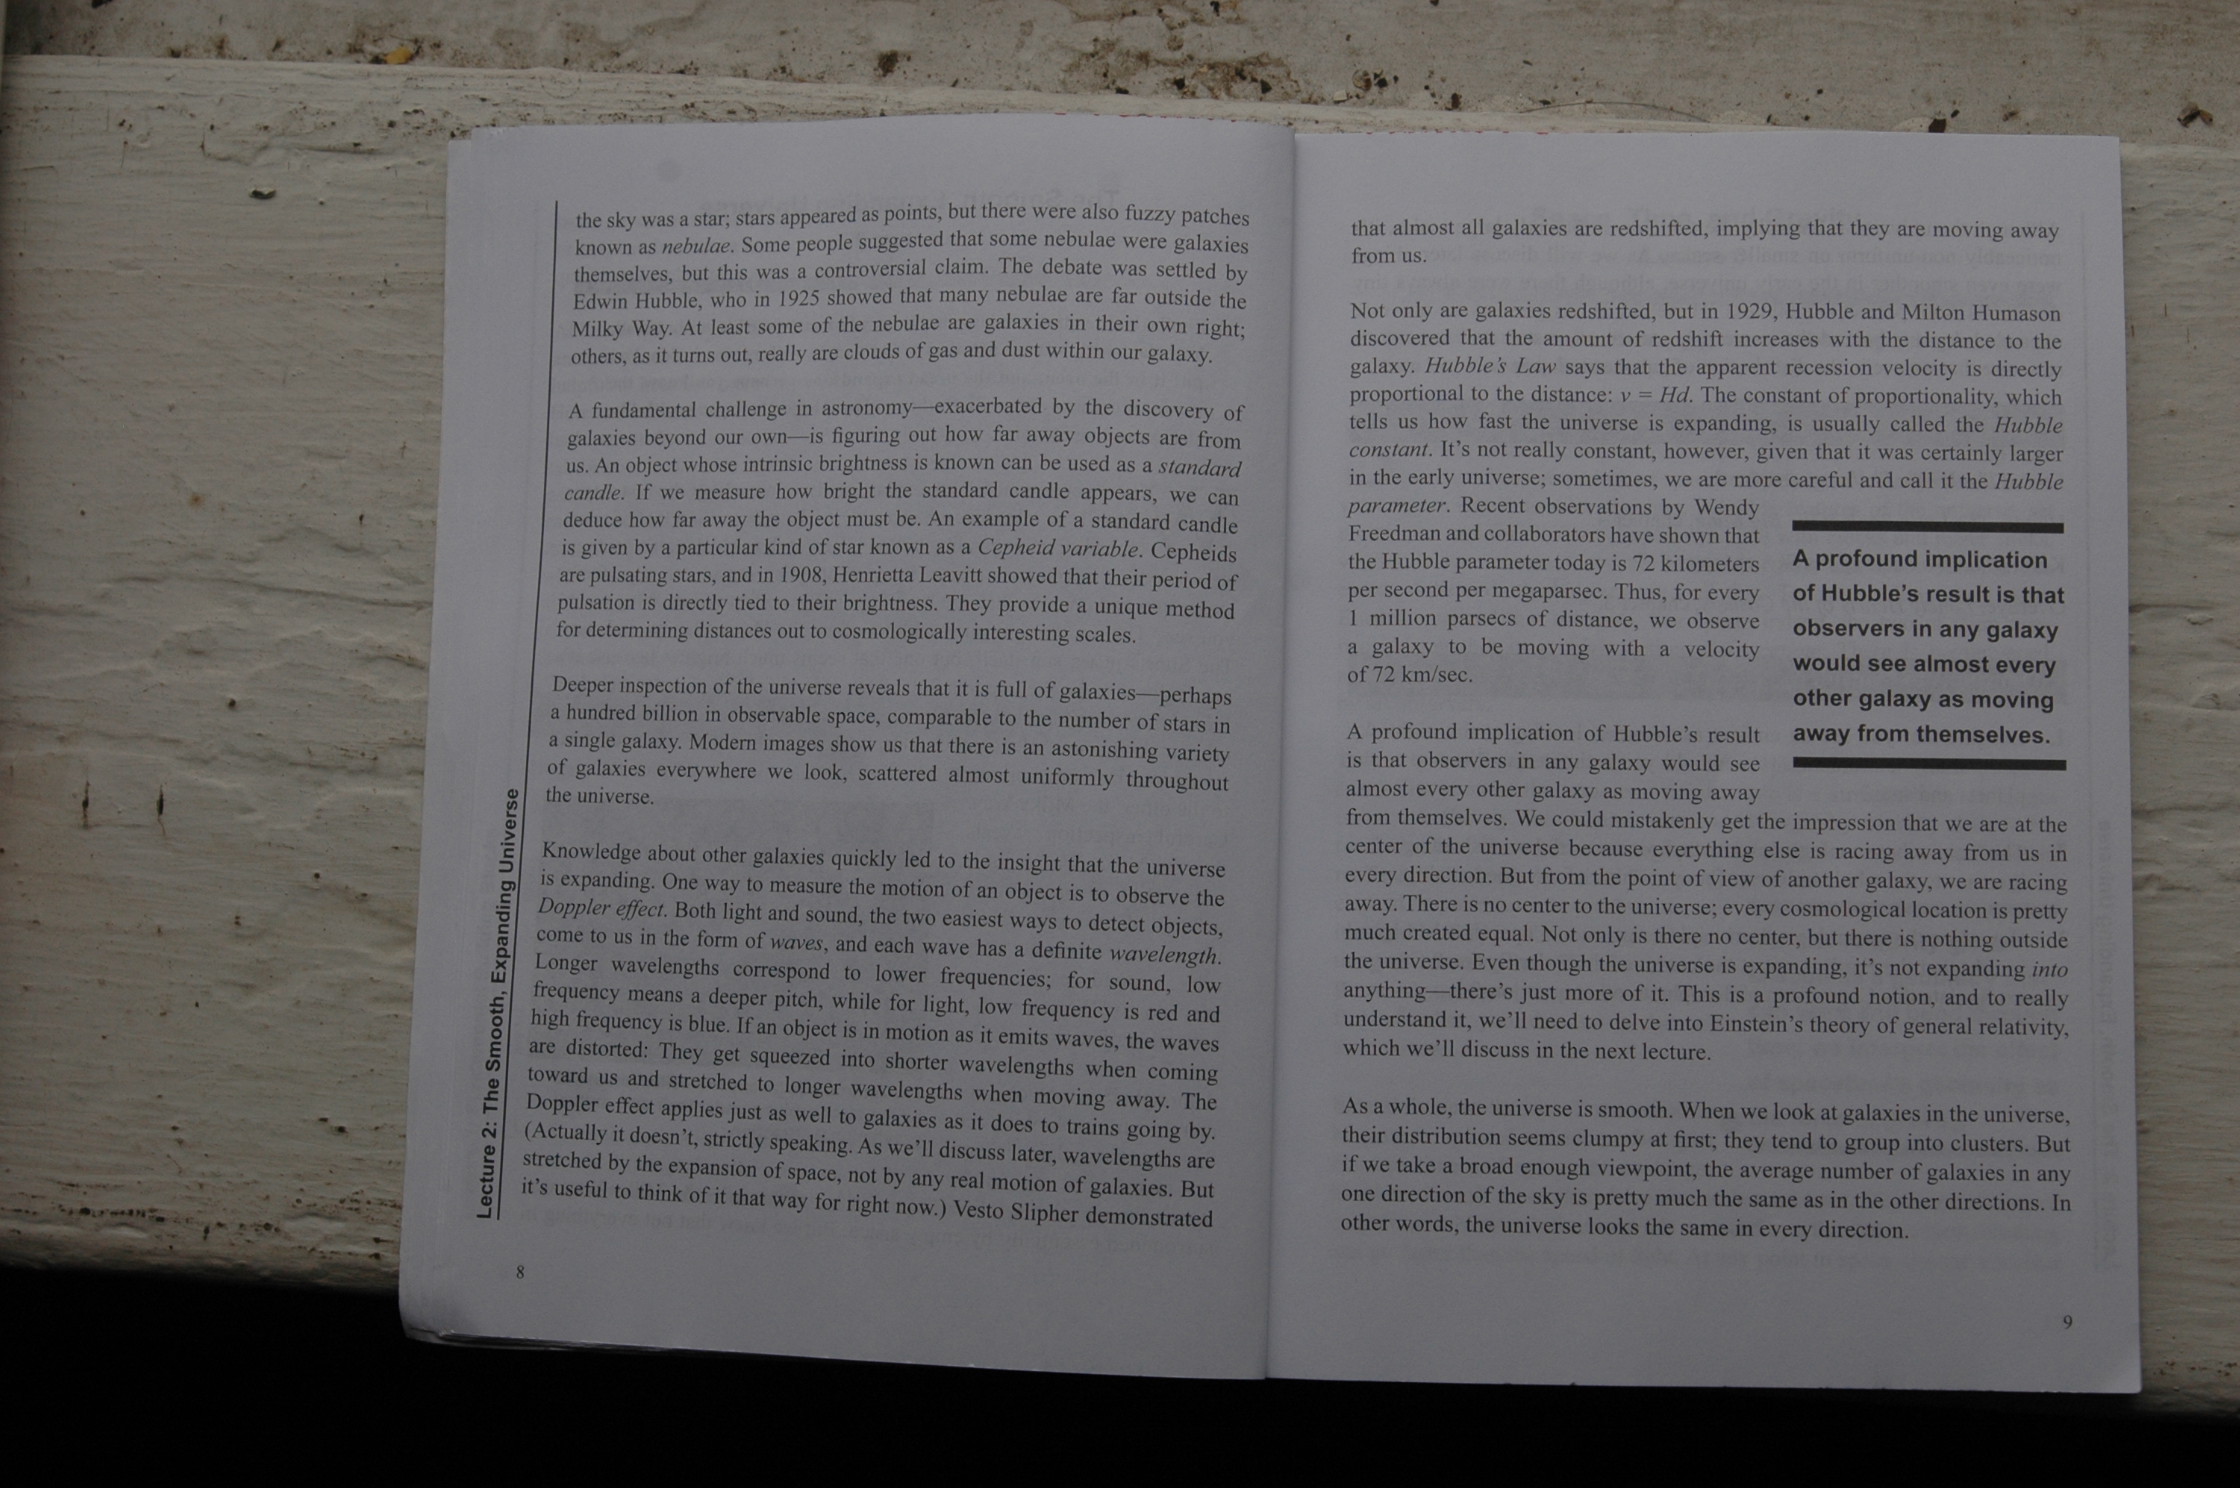 the sky was a star; stars appeared as points, but there were also fuzzy patches
known as nebulae. Some people suggested that some nebulae were galaxies
themselves, but this was a controversial claim. The debate was settled by
Edwin Hubble, who in 1925 showed that many nebulae are far outside the
Milky Way. At least some of the nebulae are galaxies in their own right;
others, as it turns out, really are clouds of gas and dust within our galaxy.
A fundamental challenge in astronomy—exacerbated by the discovery of
galaxies beyond our own—is figuring out how far away objects are from
us. An object whose intrinsic brightness is known can be used as a standard
candle. If we measure how bright the standard candle appears, we can
deduce how far away the object must be. An example of a standard candle
is given by a particular kind of star known as a Cepheid variable. Cepheids
are pulsating stars, and in 1908, Henrietta Leavitt showed that their period of
pulsation is directly tied to their brightness. They provide a unique method
for determining distances out to cosmologically interesting scales.
Deeper inspection of the universe reveals that it is full of galaxies—perhaps
a hundred billion in observable space, comparable to the number of stars in
a single galaxy. Modern images show us that there is an astonishing variety
of galaxies everywhere we look, scattered almost uniformly throughout
the universe.
Knowledge about other galaxies quickly led to the insight that the universe
is expanding. One way to measure the motion of an object is to observe the
Doppler effect. Both light and sound, the two easiest ways to detect objects,
come to us in the form of waves, and each wave has a definite wavelength.
Longer wavelengths correspond to lower frequencies; for sound, low
frequency means a deeper pitch, while for light, low frequency is red and
high frequency is blue. If an object is in motion as it emits waves, the waves
are distorted: They get squeezed into shorter wavelengths when coming
toward us and stretched to longer wavelengths when moving away. The
Doppler effect applies just as well to galaxies as it does to trains going by.
(Actually it doesn't, strictly speaking. As we'll discuss later, wavelengths are
stretched by the expansion of space, not by any real motion of galaxies. But
it's useful to think of it that way for right now.) Vesto Slipher demonstrated
Lecture 2: The Smooth, Expanding Universe
8
that almost all galaxies are redshifted, implying that they are moving away
from us.
Not only are galaxies redshifted, but in 1929, Hubble and Milton Humason
discovered that the amount of redshift increases with the distance to the
galaxy. Hubble's Law says that the apparent recession velocity is directly
proportional to the distance: v = Hd. The constant of proportionality, which
tells us how fast the universe is expanding, is usually called the Hubble
constant. It's not really constant, however, given that it was certainly larger
in the early universe; sometimes, we are more careful and call it the Hubble
parameter. Recent observations by Wendy
Freedman and collaborators have shown that
the Hubble parameter today is 72 kilometers
per second per megaparsec. Thus, for every
1 million parsecs of distance, we observe
a galaxy to be moving with a velocity
of 72 km/sec.
A profound implication
of Hubble's result is that
observers in any galaxy
would see almost every
other galaxy as moving
away from themselves.
A profound implication of Hubble's result
is that observers in any galaxy would see
almost every other galaxy as moving away
from themselves. We could mistakenly get the impression that we are at the
center of the universe because everything else is racing away from us in
every direction. But from the point of view of another galaxy, we are racing
away. There is no center to the universe; every cosmological location is pretty
much created equal. Not only is there no center, but there is nothing outside
the universe. Even though the universe is expanding, it's not expanding into
anything—there's just more of it. This is a profound notion, and to really
understand it, we'll need to delve into Einstein's theory of general relativity,
which we'll discuss in the next lecture.
As a whole, the universe is smooth. When we look at galaxies in the universe,
their distribution seems clumpy at first; they tend to group into clusters. But
if we take a broad enough viewpoint, the average number of galaxies in any
one direction of the sky is pretty much the same as in the other directions. In
other words, the universe looks the same in every direction.
9